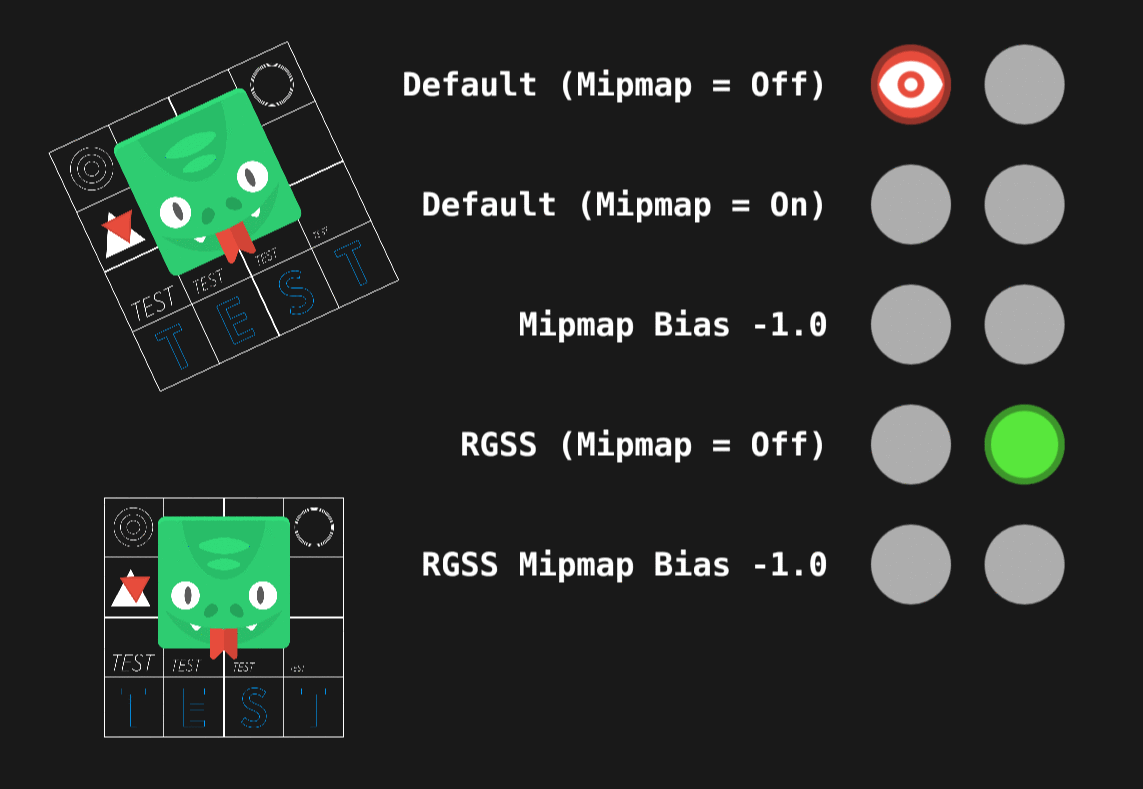 Default (Mipmap = Off)
Default (Mipmap = On)
Mipmap Bias -1.0
RGSS (Mipmap = Off)
RGSS Mipmap Bias -1.0
TEST
TEST
TEST
TEST
T E S T
TEST
TEST
TEST
T E S T